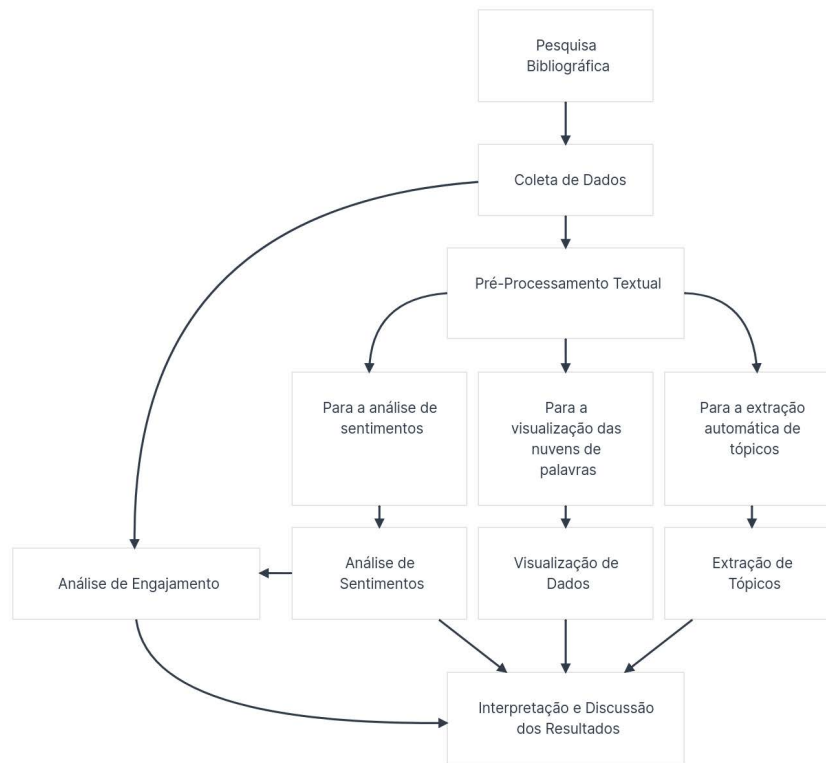 Pesquisa
Bibliográfica
Coleta de Dados
Pré-Processamento Textual
Para a análise de
sentimentos
Para a
visualização das
nuvens de
palavras
Para a extração
automática de
tópicos
Análise de Engajamento
Análise de
Sentimentos
Visualização de
Dados
Extração de
Tópicos
Interpretação e Discussão
dos Resultados